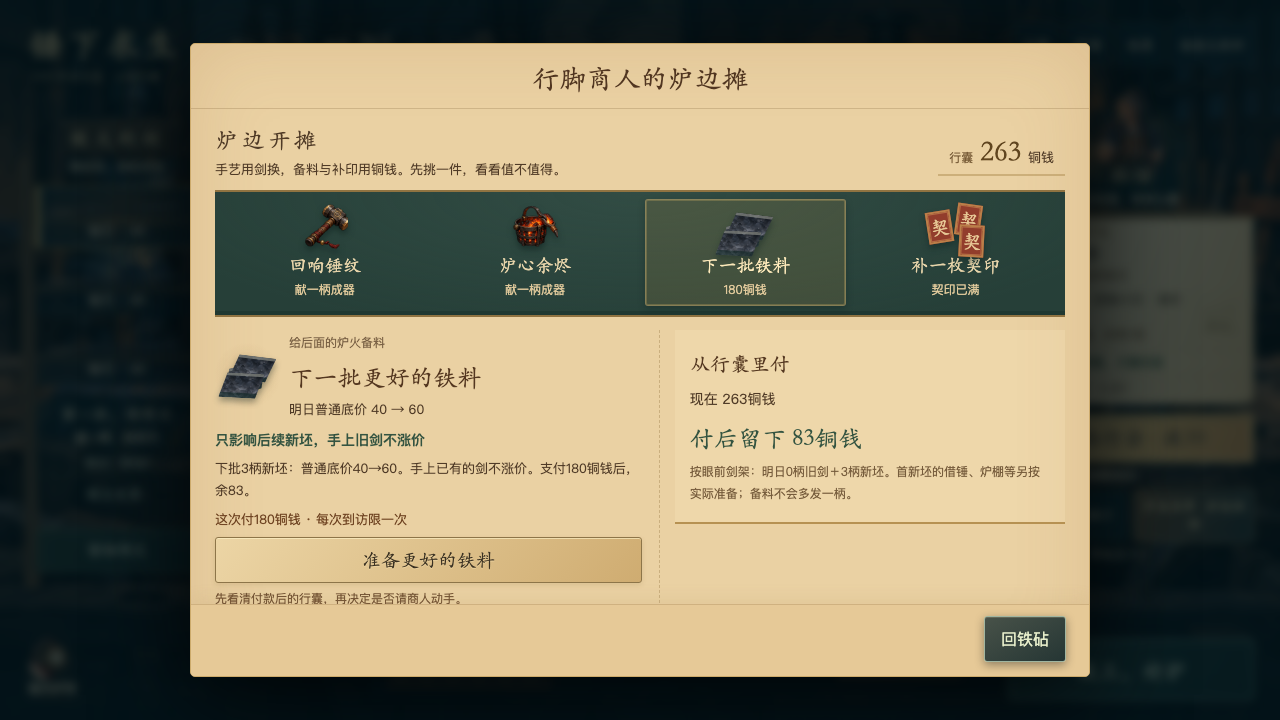 行脚商人的炉边摊
炉边开摊
手艺用剑换，备料与补印用铜钱。先挑一件，看看值不值得。
行囊 263 铜钱
回响锤纹
献一柄成器
炉心余烬
献一柄成器
下一批铁料
180铜钱
契
契
契
补一枚契印
契印已满
给后面的炉火备料
下一批更好的铁料
明日普通底价 40 → 60
只影响后续新坯，手上旧剑不涨价
下批3柄新坯：普通底价40→60。手上已有的剑不涨价。支付180铜钱后，
余83。
这次付180铜钱 · 每次到访限一次
准备更好的铁料
先看清付款后的行囊，再决定是否请商人动手。
从行囊里付
现在 263铜钱
付后留下 83铜钱
按眼前剑架：明日0柄旧剑＋3柄新坯。首新坯的借锤、炉棚等另按
实际准备；备料不会多发一柄。
回铁砧